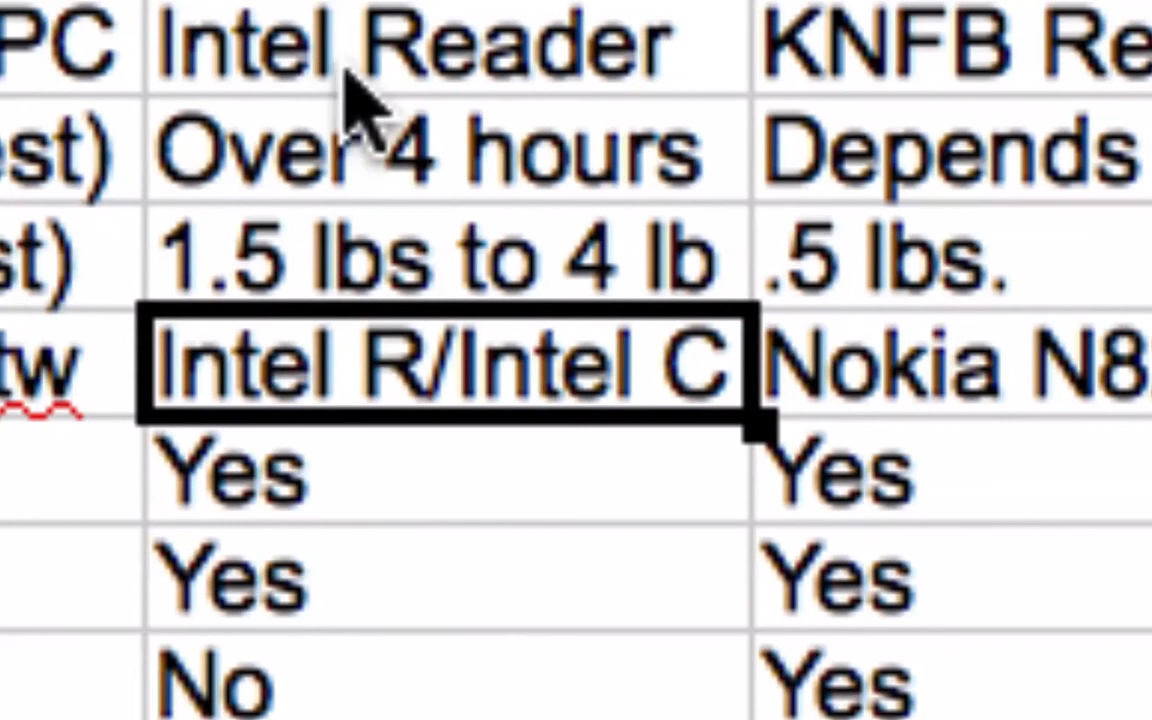 PC Intel Reader KNFB Re
est) Over 4 hours Depends
st) 1.5 lbs to 4 lb .5 lbs.
tw Intel R/Intel C Nokia N8
Yes Yes
Yes Yes
No Yes